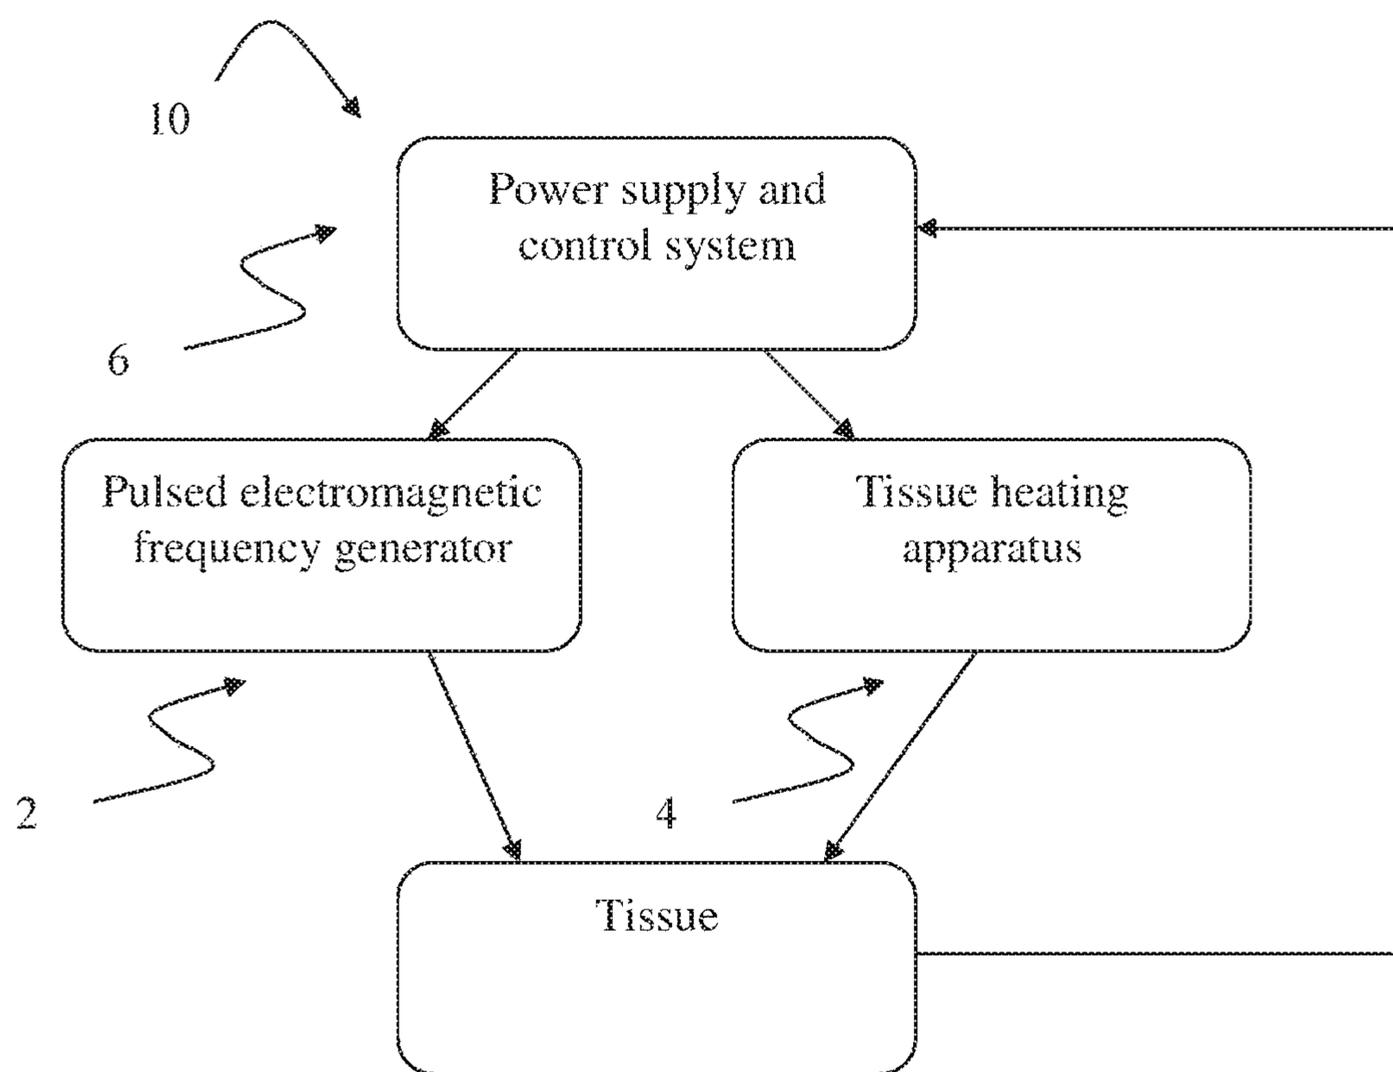 10
Power supply and
control system
6
Pulsed electromagnetic
frequency generator
Tissue heating
apparatus
2
4
Tissue